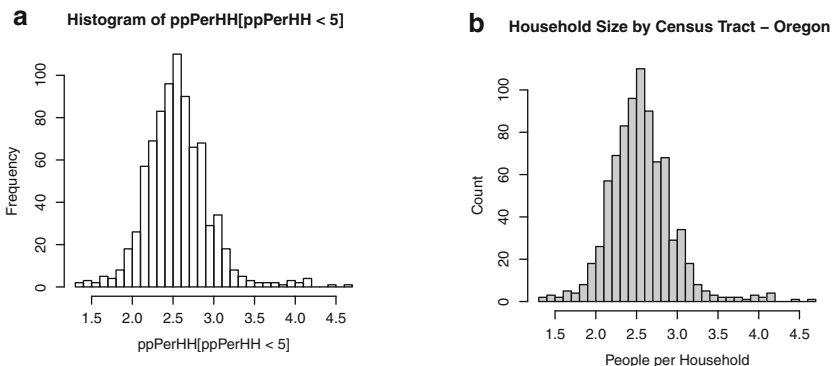 a
Histogram of ppPerHH[ppPerHH < 5]
Frequency
100
80
60
40
20
0
1.5 2.0 2.5 3.0 3.5 4.0 4.5
ppPerHH[ppPerHH < 5]
b
Household Size by Census Tract – Oregon
Count
100
80
60
40
20
0
1.5 2.0 2.5 3.0 3.5 4.0 4.5
People per Household